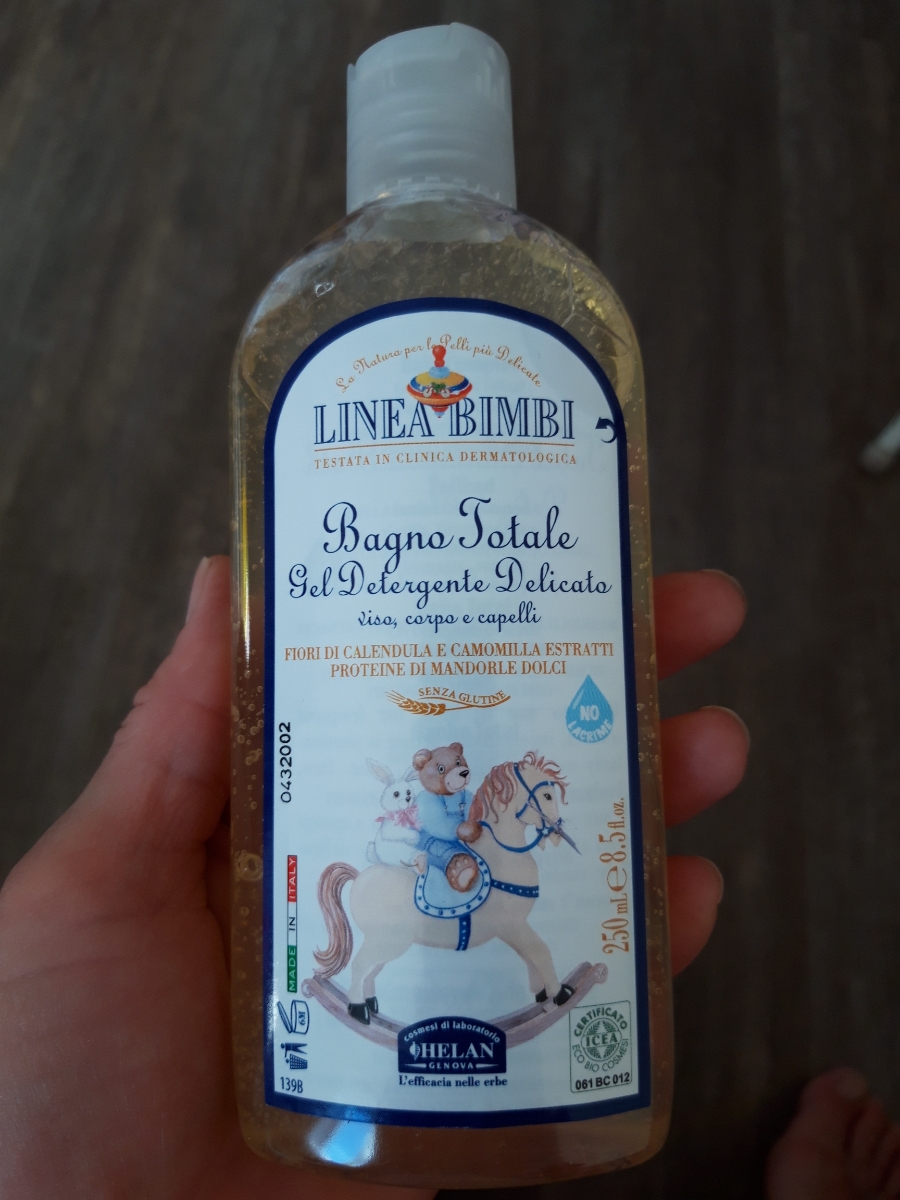 La Natura per le Pelli più Delicate
LINEA BIMBI
TESTATA IN CLINICA DERMATOLOGICA
Bagno Totale
Gel Detergente Delicato
viso, corpo e capelli
FIORI DI CALENDULA E CAMOMILLA ESTRATTI
PROTEINE DI MANDORLE DOLCI
SENZA GLUTINE
NO
LACRIME
0432002
MADE IN ITALY
250 mL e 8.5 fl.oz.
6M
139B
cosmesi di laboratorio
HELAN
GENOVA
L'efficacia nelle erbe
CERTIFICATO
ICEA
ECO BIO COSMESI
061 BC 012